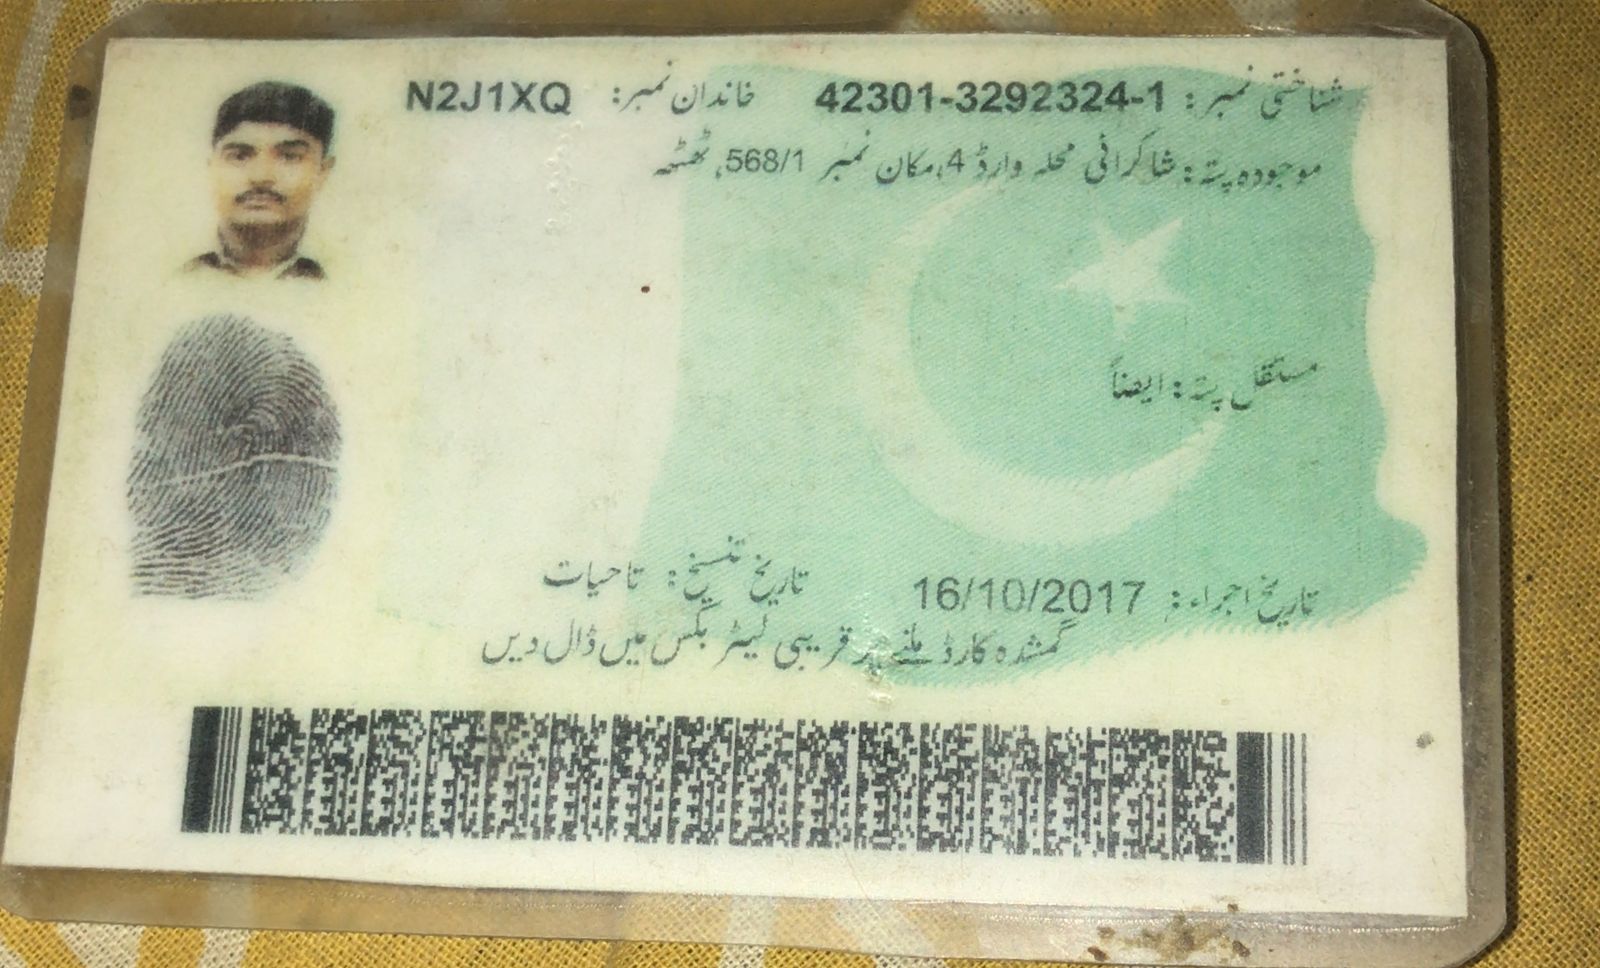 شناختی نمبر: 42301-3292324-1 خاندان نمبر: N2J1XQ
موجودہ پتہ: شاکرانی محلہ وارڈ 4، مکان نمبر 568/1، ٹھٹھہ
مستقل پتہ: ایضاً
تاریخ اجراء: 16/10/2017 تاریخ تنسیخ: تاحیات
گمشدہ کارڈ ملنے پر قریبی لیٹر بکس میں ڈال دیں